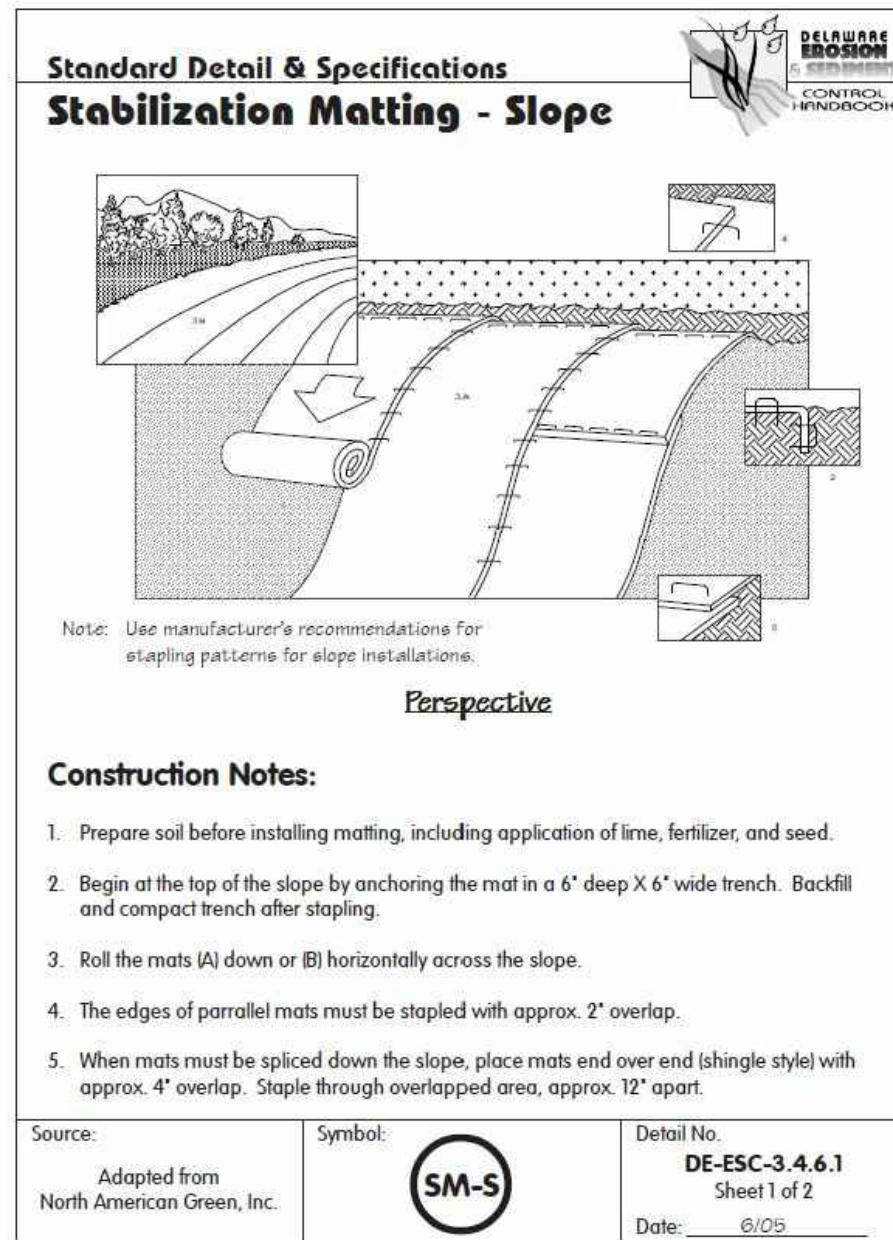 Standard Detail & Specifications
Stabilization Matting - Slope
DELAWARE
EROSION
& SEDIMENT
CONTROL
HANDBOOK
4
3B
3A
2
5
Note: Use manufacturer's recommendations for
stapling patterns for slope installations.
Perspective
Construction Notes:
1. Prepare soil before installing matting, including application of lime, fertilizer, and seed.
2. Begin at the top of the slope by anchoring the mat in a 6" deep X 6" wide trench. Backfill
and compact trench after stapling.
3. Roll the mats (A) down or (B) horizontally across the slope.
4. The edges of parrallel mats must be stapled with approx. 2" overlap.
5. When mats must be spliced down the slope, place mats end over end (shingle style) with
approx. 4" overlap. Staple through overlapped area, approx. 12" apart.
Source:
Adapted from
North American Green, Inc.
Symbol:
SM-S
Detail No.
DE-ESC-3.4.6.1
Sheet 1 of 2
Date: 6/05